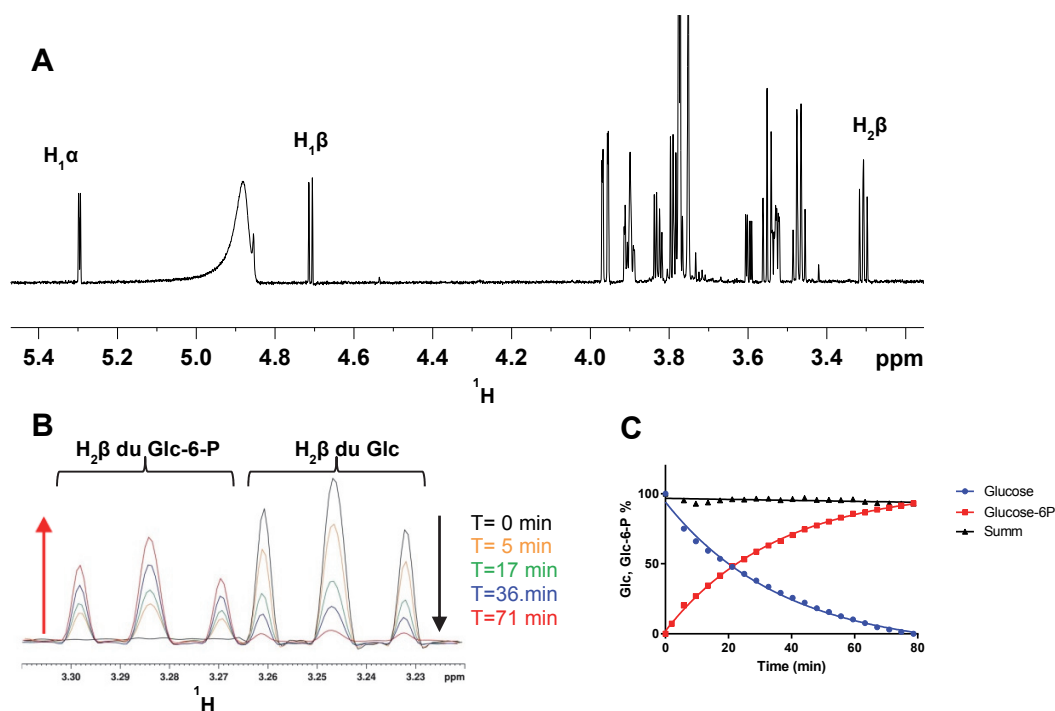 A
H1α
H1β
H2β
5.4 5.2 5.0 4.8 4.6 4.4 4.2 4.0 3.8 3.6 3.4 ppm
1H
B
H2β du Glc-6-P
H2β du Glc
T= 0 min
T= 5 min
T=17 min
T=36.min
T=71 min
3.30 3.29 3.28 3.27 3.26 3.25 3.24 3.23 ppm
1H
C
Glc, Glc-6-P %
100
50
0
0 20 40 60 80
Time (min)
Glucose
Glucose-6P
Summ